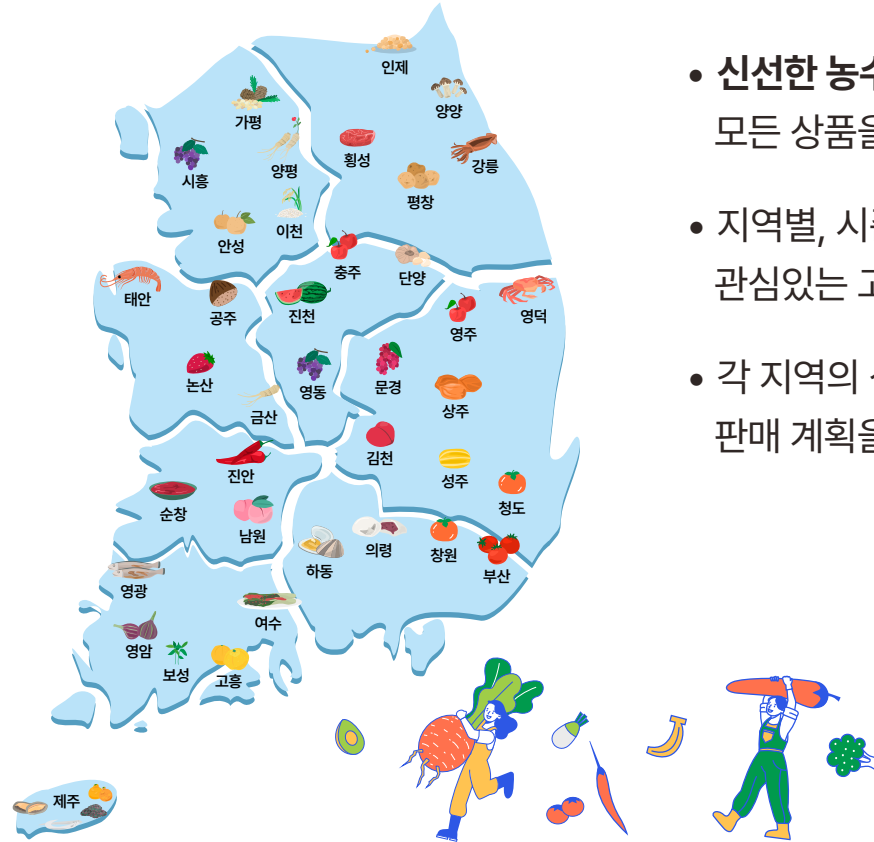 인제
양양
가평
횡성
강릉
양평
시흥
평창
이천
안성
충주
단양
태안
공주
진천
영주
영덕
논산
영동
문경
상주
금산
김천
진안
성주
청도
순창
남원
의령
창원
하동
부산
영광
여수
영암
보성
고흥
제주
• 신선한 농수
모든 상품을
• 지역별, 시
관심있는 고
• 각 지역의
판매 계획을